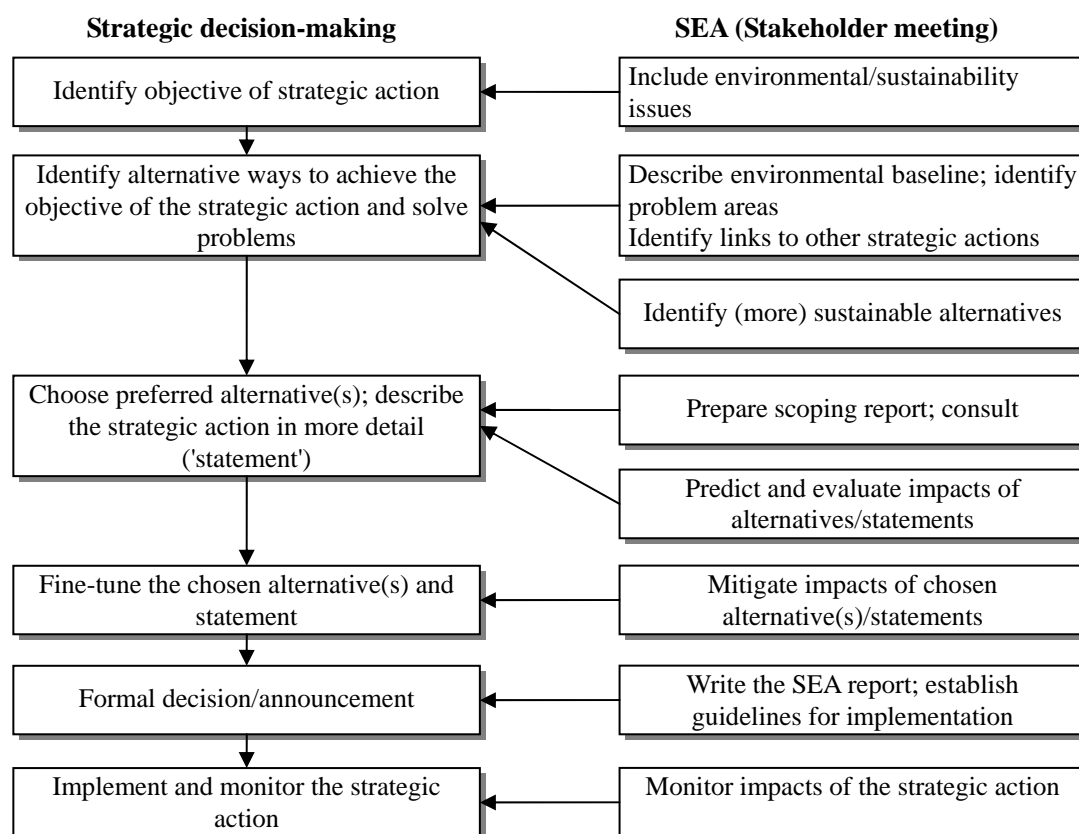 Strategic decision-making
SEA (Stakeholder meeting)
Identify objective of strategic action
Include environmental/sustainability
issues
Identify alternative ways to achieve the
objective of the strategic action and solve
problems
Describe environmental baseline; identify
problem areas
Identify links to other strategic actions
Identify (more) sustainable alternatives
Choose preferred alternative(s); describe
the strategic action in more detail
('statement')
Prepare scoping report; consult
Predict and evaluate impacts of
alternatives/statements
Fine-tune the chosen alternative(s) and
statement
Mitigate impacts of chosen
alternative(s)/statements
Formal decision/announcement
Write the SEA report; establish
guidelines for implementation
Implement and monitor the strategic
action
Monitor impacts of the strategic action